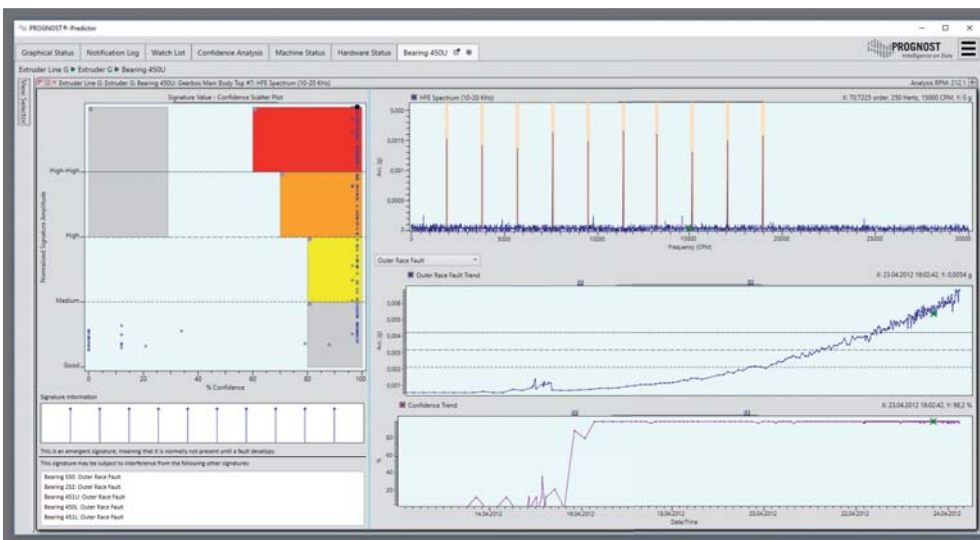 PROGNOST®-Predictor
Graphical Status Notification Log Watch List Confidence Analysis Machine Status Hardware Status Bearing 450U
PROGNOST
Intelligence on Duty
Extruder Line G Extruder G Bearing 450U
View Selector
Extruder Line G: Extruder G: Bearing 450U: Gearbox Main Body Top #T: HFE Spectrum (10-20 KHz) Analysis RPM: 212,1
Signature Value - Confidence Scatter Plot
Normalized Signature Amplitude
High-High
High
Medium
Good
0 20 40 60 80 100
% Confidence
Signature Information
This is an emergent signature, meaning that it is normally not present until a fault develops.
This signature may be subject to interference from the following other signatures:
Bearing 550: Outer Race Fault
Bearing 252: Outer Race Fault
Bearing 451U: Outer Race Fault
Bearing 450L: Outer Race Fault
Bearing 451L: Outer Race Fault
HFE Spectrum (10-20 KHz) X: 70,7225 order, 250 Hertz, 15000 CPM, Y: 0 g
Acc. (g)
0,002
0,0015
0,001
0,0005
0
0 5000 10000 15000 20000 25000 30000
Frequency (CPM)
Outer Race Fault
Outer Race Fault Trend X: 23.04.2012 18:02:42, Y: 0,0054 g
Acc. (g)
0,006
0,005
0,004
0,003
0,002
0,001
Confidence Trend X: 23.04.2012 18:02:42, Y: 98,2 %
%
80
60
40
20
14.04.2012 16.04.2012 18.04.2012 20.04.2012 22.04.2012 24.04.2012
Date/Time